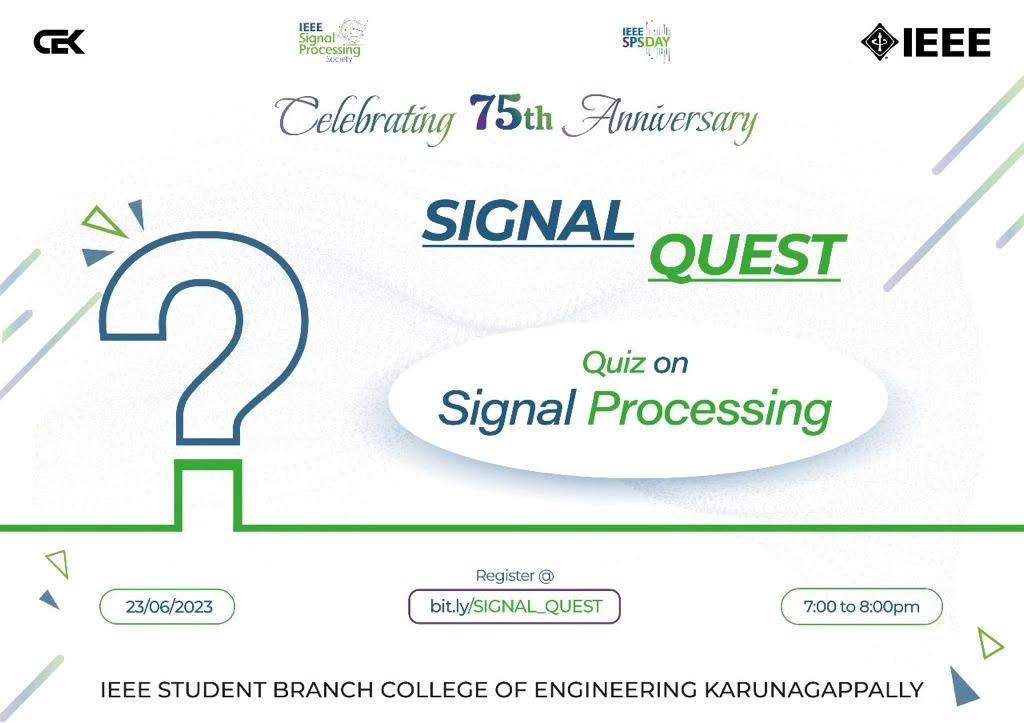 CEK
IEEE
Signal
Processing
Society
IEEE
SPSDAY
IEEE
Celebrating 75th Anniversary
SIGNAL
QUEST
Quiz on
Signal Processing
Register @
23/06/2023
bit.ly/SIGNAL_QUEST
7:00 to 8:00pm
IEEE STUDENT BRANCH COLLEGE OF ENGINEERING KARUNAGAPPALLY